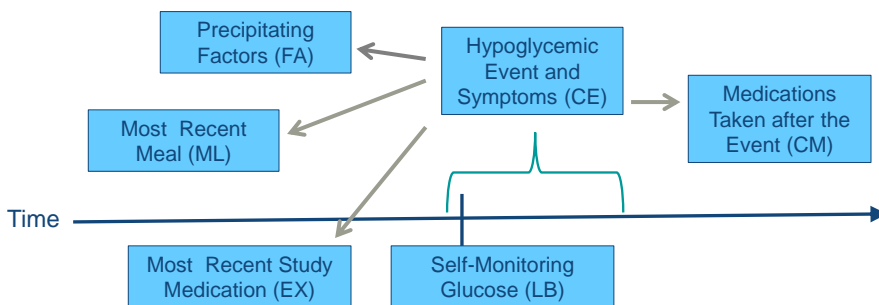 Precipitating
Factors (FA)
Hypoglycemic
Event and
Symptoms (CE)
Medications
Taken after the
Event (CM)
Most Recent
Meal (ML)
Time
Most Recent Study
Medication (EX)
Self-Monitoring
Glucose (LB)